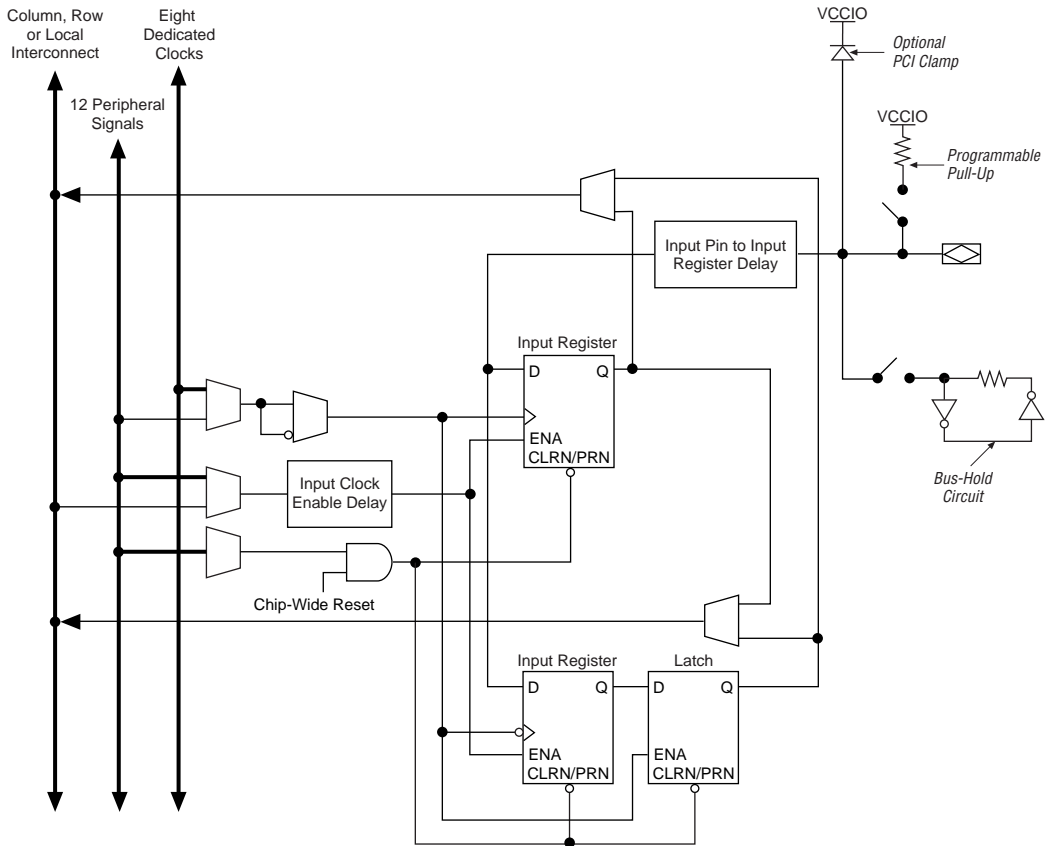 Column, Row
or Local
Interconnect
Eight
Dedicated
Clocks
12 Peripheral
Signals
VCCIO
Optional
PCI Clamp
VCCIO
Programmable
Pull-Up
Input Pin to Input
Register Delay
Input Register
D
Q
ENA
CLRN/PRN
Input Clock
Enable Delay
Chip-Wide Reset
Bus-Hold
Circuit
Input Register
D
Q
ENA
CLRN/PRN
Latch
D
Q
ENA
CLRN/PRN